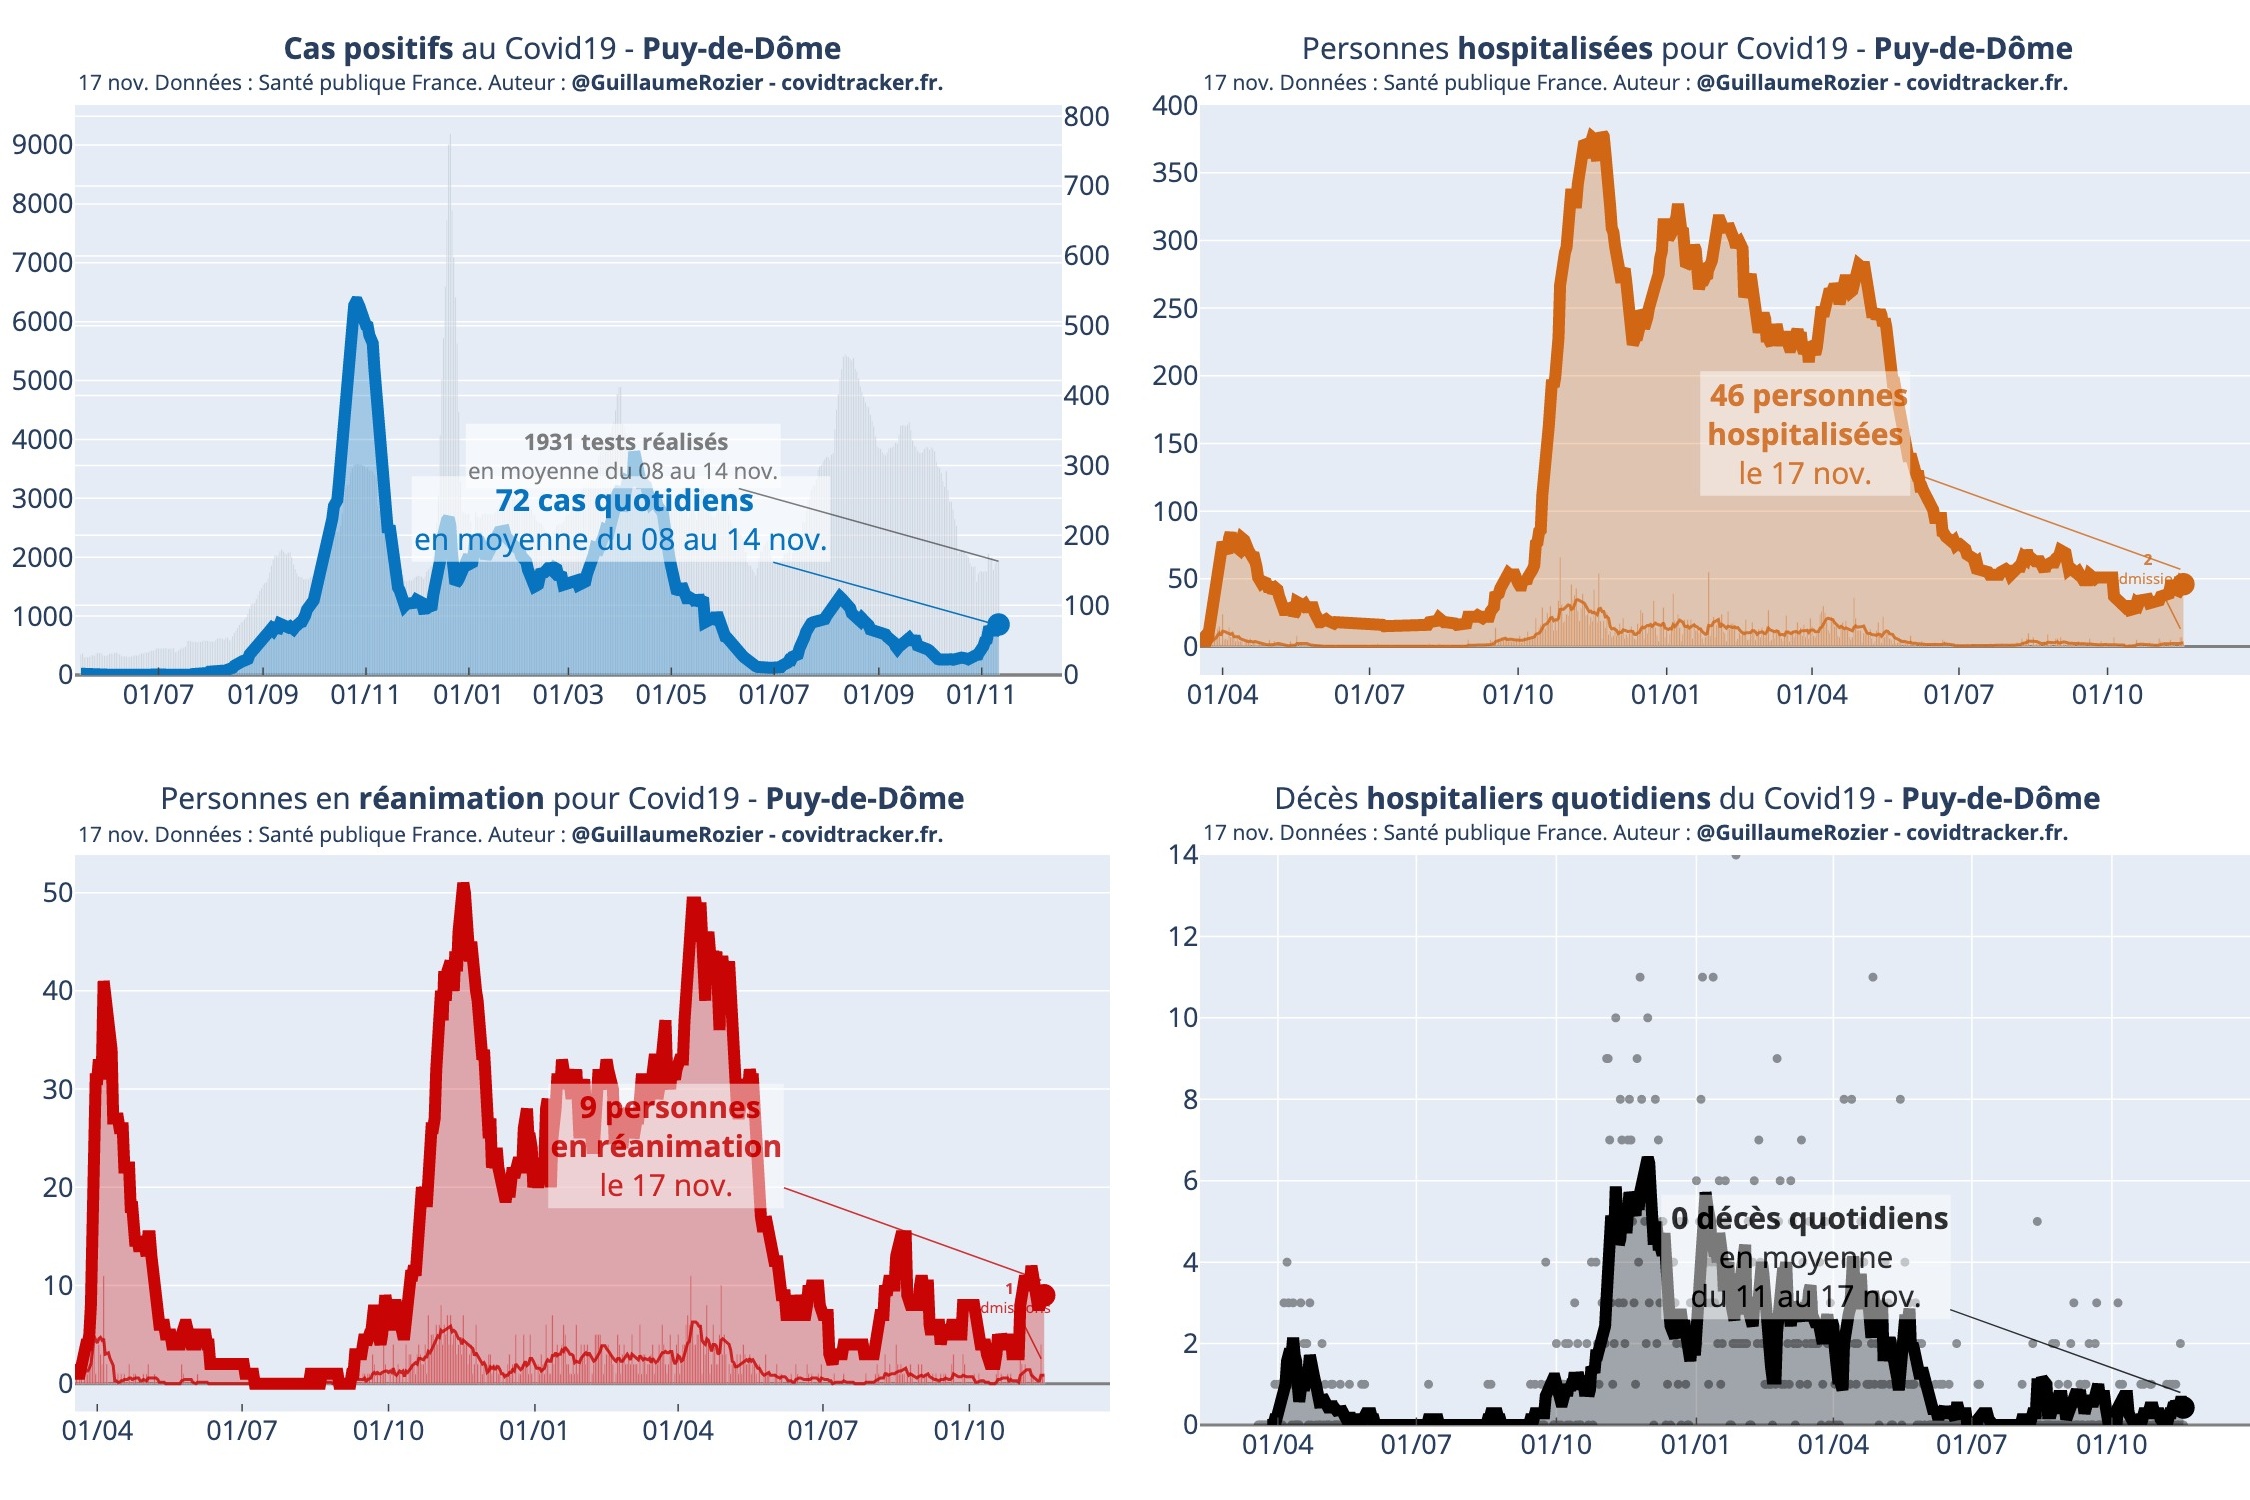 Cas positifs au Covid19 - Puy-de-Dôme
17 nov. Données : Santé publique France. Auteur : @GuillaumeRozier - covidtracker.fr.
9000
8000
7000
6000
5000
4000
3000
2000
1000
0
800
700
600
500
400
300
200
100
0
1931 tests réalisés
en moyenne du 08 au 14 nov.
72 cas quotidiens
en moyenne du 08 au 14 nov.
01/07 01/09 01/11 01/01 01/03 01/05 01/07 01/09 01/11
Personnes hospitalisées pour Covid19 - Puy-de-Dôme
17 nov. Données : Santé publique France. Auteur : @GuillaumeRozier - covidtracker.fr.
400
350
300
250
200
150
100
50
0
46 personnes
hospitalisées
le 17 nov.
2
01/04 01/07 01/10 01/01 01/04 01/07 01/10
Personnes en réanimation pour Covid19 - Puy-de-Dôme
17 nov. Données : Santé publique France. Auteur : @GuillaumeRozier - covidtracker.fr.
50
40
30
20
10
0
9 personnes
en réanimation
le 17 nov.
1
dmissions
01/04 01/07 01/10 01/01 01/04 01/07 01/10
Décès hospitaliers quotidiens du Covid19 - Puy-de-Dôme
17 nov. Données : Santé publique France. Auteur : @GuillaumeRozier - covidtracker.fr.
14
12
10
8
6
4
2
0
0 décès quotidiens
en moyenne
du 11 au 17 nov.
01/04 01/07 01/10 01/01 01/04 01/07 01/10